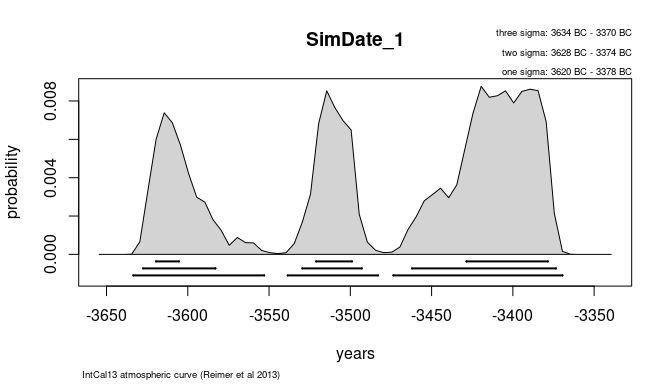 SimDate_1
three sigma: 3634 BC - 3370 BC
two sigma: 3628 BC - 3374 BC
one sigma: 3620 BC - 3378 BC
probability
0.008
0.004
0.000
-3650 -3600 -3550 -3500 -3450 -3400 -3350
years
IntCal13 atmospheric curve (Reimer et al 2013)